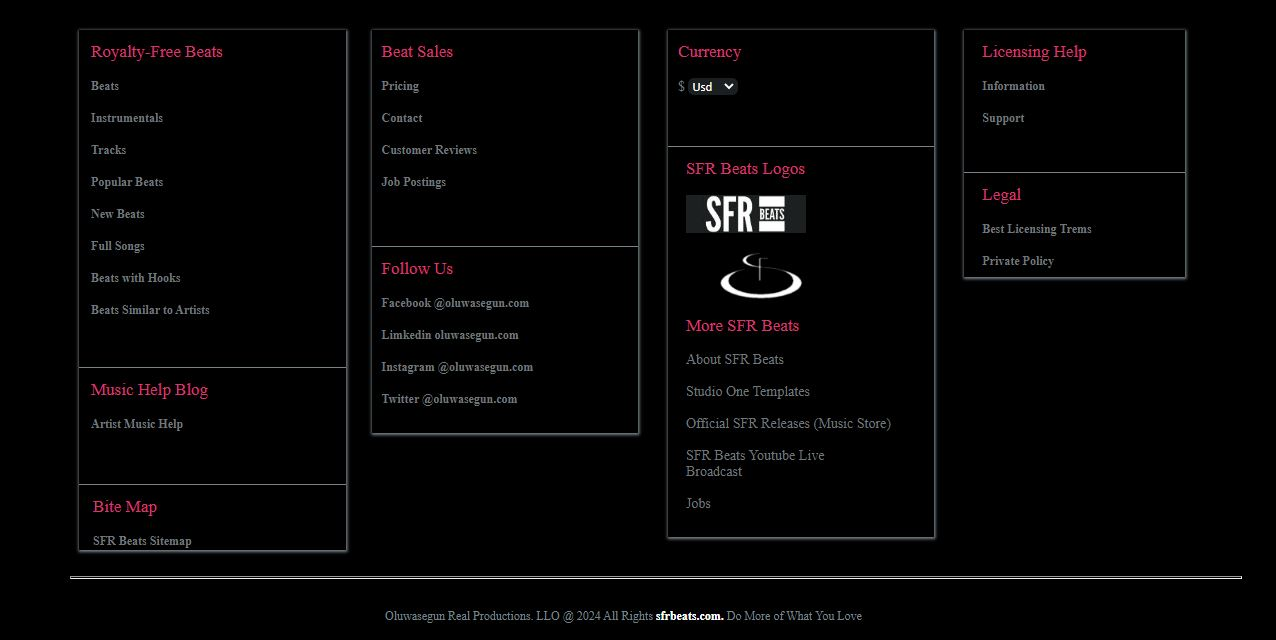 Royalty-Free Beats
Beats
Instrumentals
Tracks
Popular Beats
New Beats
Full Songs
Beats with Hooks
Beats Similar to Artists
Music Help Blog
Artist Music Help
Bite Map
SFR Beats Sitemap
Beat Sales
Pricing
Contact
Customer Reviews
Job Postings
Follow Us
Facebook @oluwasegun.com
Limkedin oluwasegun.com
Instagram @oluwasegun.com
Twitter @oluwasegun.com
Currency
$ Usd
SFR Beats Logos
SFR BEATS
More SFR Beats
About SFR Beats
Studio One Templates
Official SFR Releases (Music Store)
SFR Beats Youtube Live
Broadcast
Jobs
Licensing Help
Information
Support
Legal
Best Licensing Trems
Private Policy
Oluwasegun Real Productions. LLO @ 2024 All Rights sfrbeats.com. Do More of What You Love